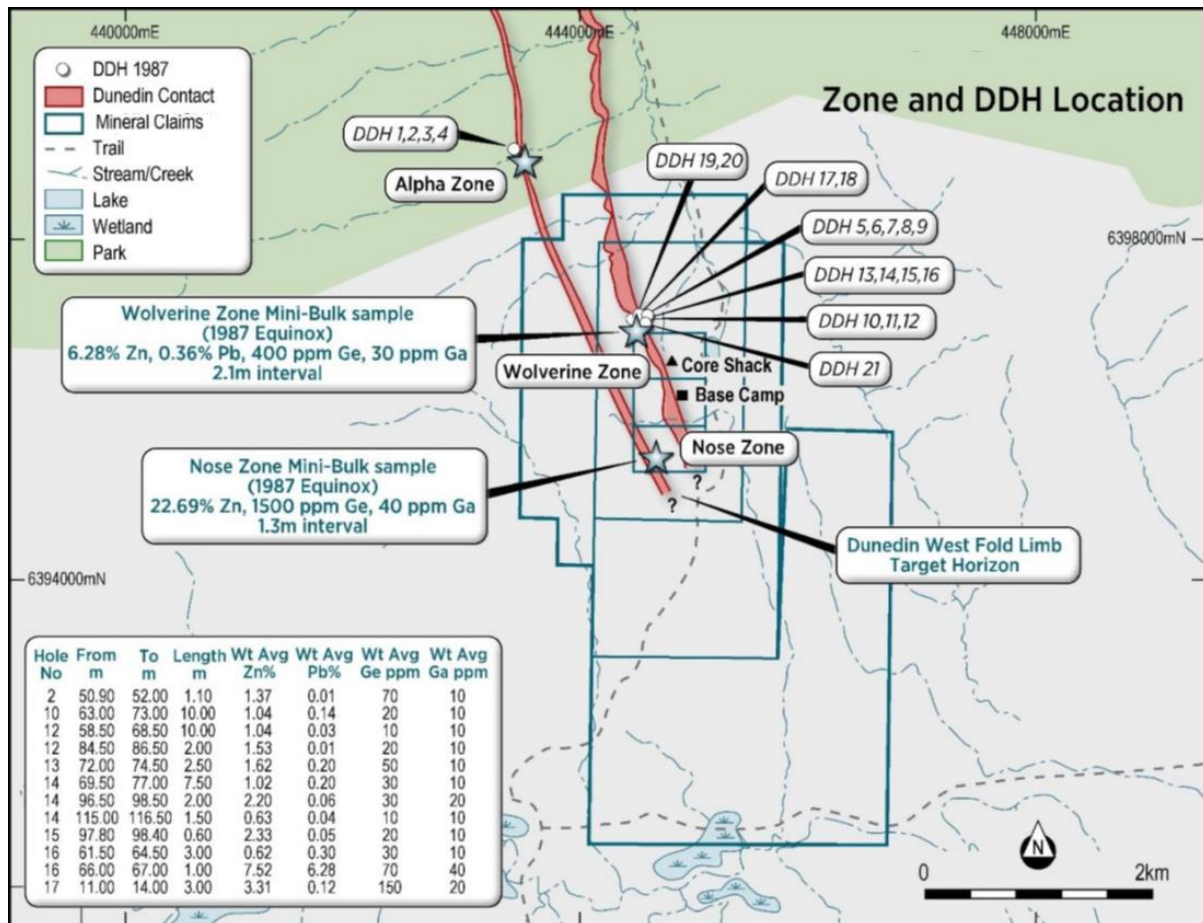 440000mE
444000mE
448000mE
DDH 1987
Dunedin Contact
Mineral Claims
Trail
Stream/Creek
Lake
Wetland
Park
Zone and DDH Location
DDH 1,2,3,4
Alpha Zone
DDH 19,20
DDH 17,18
DDH 5,6,7,8,9
6398000mN
DDH 13,14,15,16
DDH 10,11,12
DDH 21
Wolverine Zone Mini-Bulk sample
(1987 Equinox)
6.28% Zn, 0.36% Pb, 400 ppm Ge, 30 ppm Ga
2.1m interval
Wolverine Zone
Core Shack
Base Camp
Nose Zone
Nose Zone Mini-Bulk sample
(1987 Equinox)
22.69% Zn, 1500 ppm Ge, 40 ppm Ga
1.3m interval
?
?
Dunedin West Fold Limb
Target Horizon
6394000mN
Hole From To Length Wt Avg Wt Avg Wt Avg Wt Avg
No m m m Zn% Pb% Ge ppm Ga ppm
2 50.90 52.00 1.10 1.37 0.01 70 10
10 63.00 73.00 10.00 1.04 0.14 20 10
12 58.50 68.50 10.00 1.04 0.03 10 10
12 84.50 86.50 2.00 1.53 0.01 20 10
13 72.00 74.50 2.50 1.62 0.20 50 10
14 69.50 77.00 7.50 1.02 0.20 30 10
14 96.50 98.50 2.00 2.20 0.06 30 20
14 115.00 116.50 1.50 0.63 0.04 10 10
15 97.80 98.40 0.60 2.33 0.05 20 10
16 61.50 64.50 3.00 0.62 0.30 30 10
16 66.00 67.00 1.00 7.52 6.28 70 40
17 11.00 14.00 3.00 3.31 0.12 150 20
N
0 2km